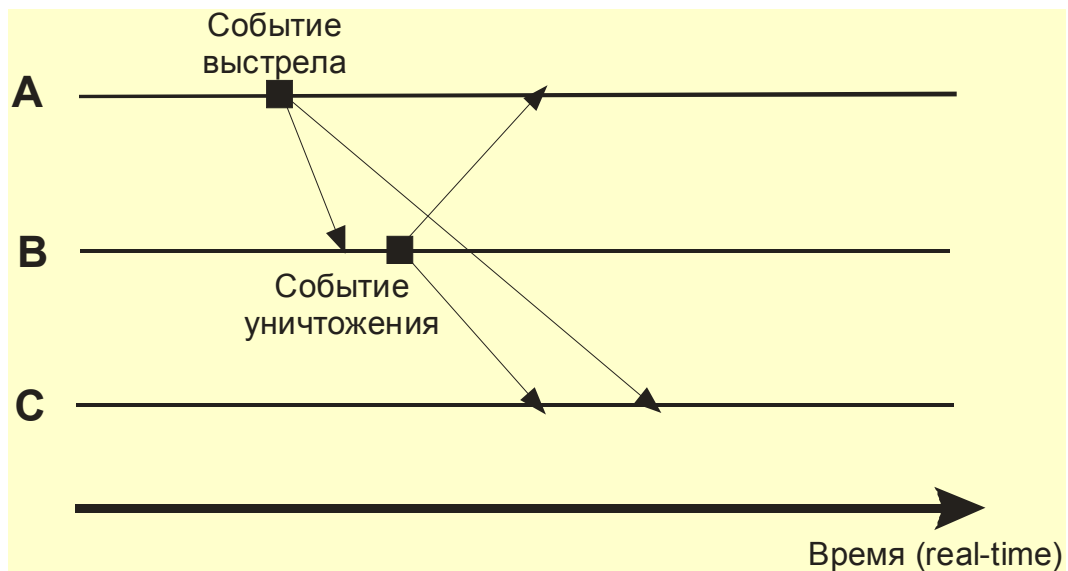 Событие
выстрела
A
B
Событие
уничтожения
C
Время (real-time)